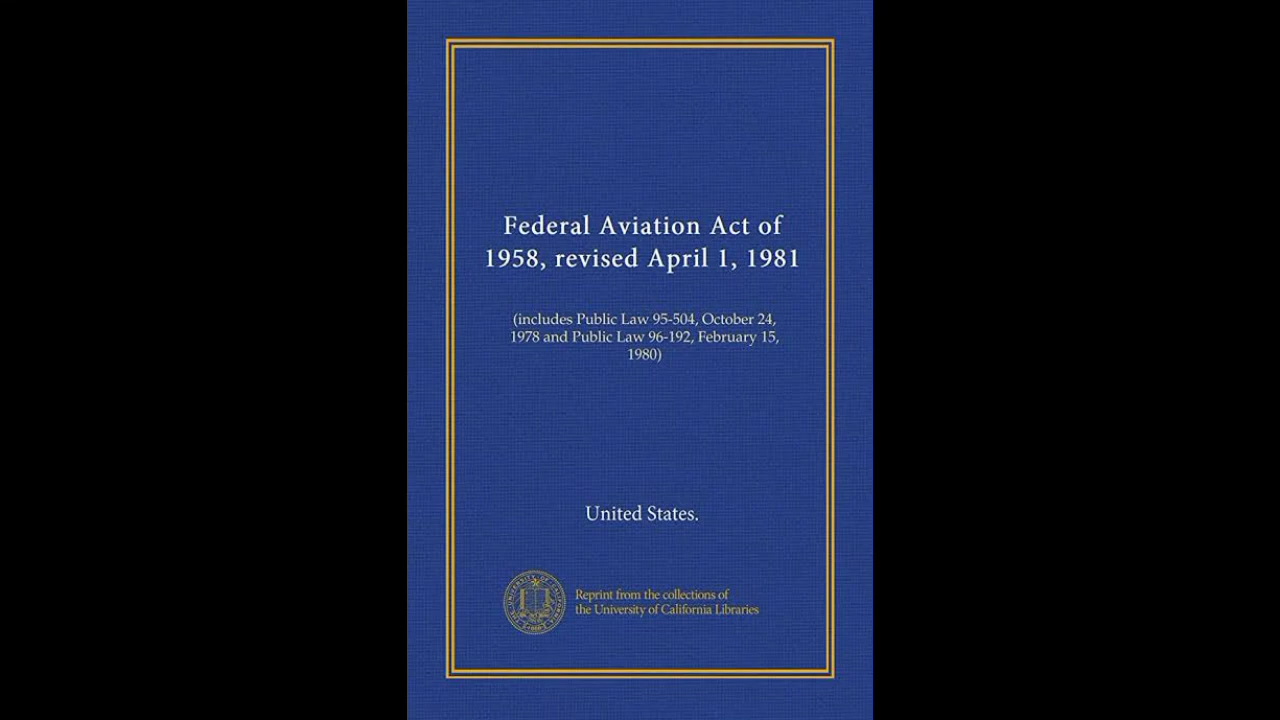 Federal Aviation Act of
1958, revised April 1, 1981
(includes Public Law 95-504, October 24,
1978 and Public Law 96-192, February 15,
1980)
United States.
Reprint from the collections of
the University of California Libraries